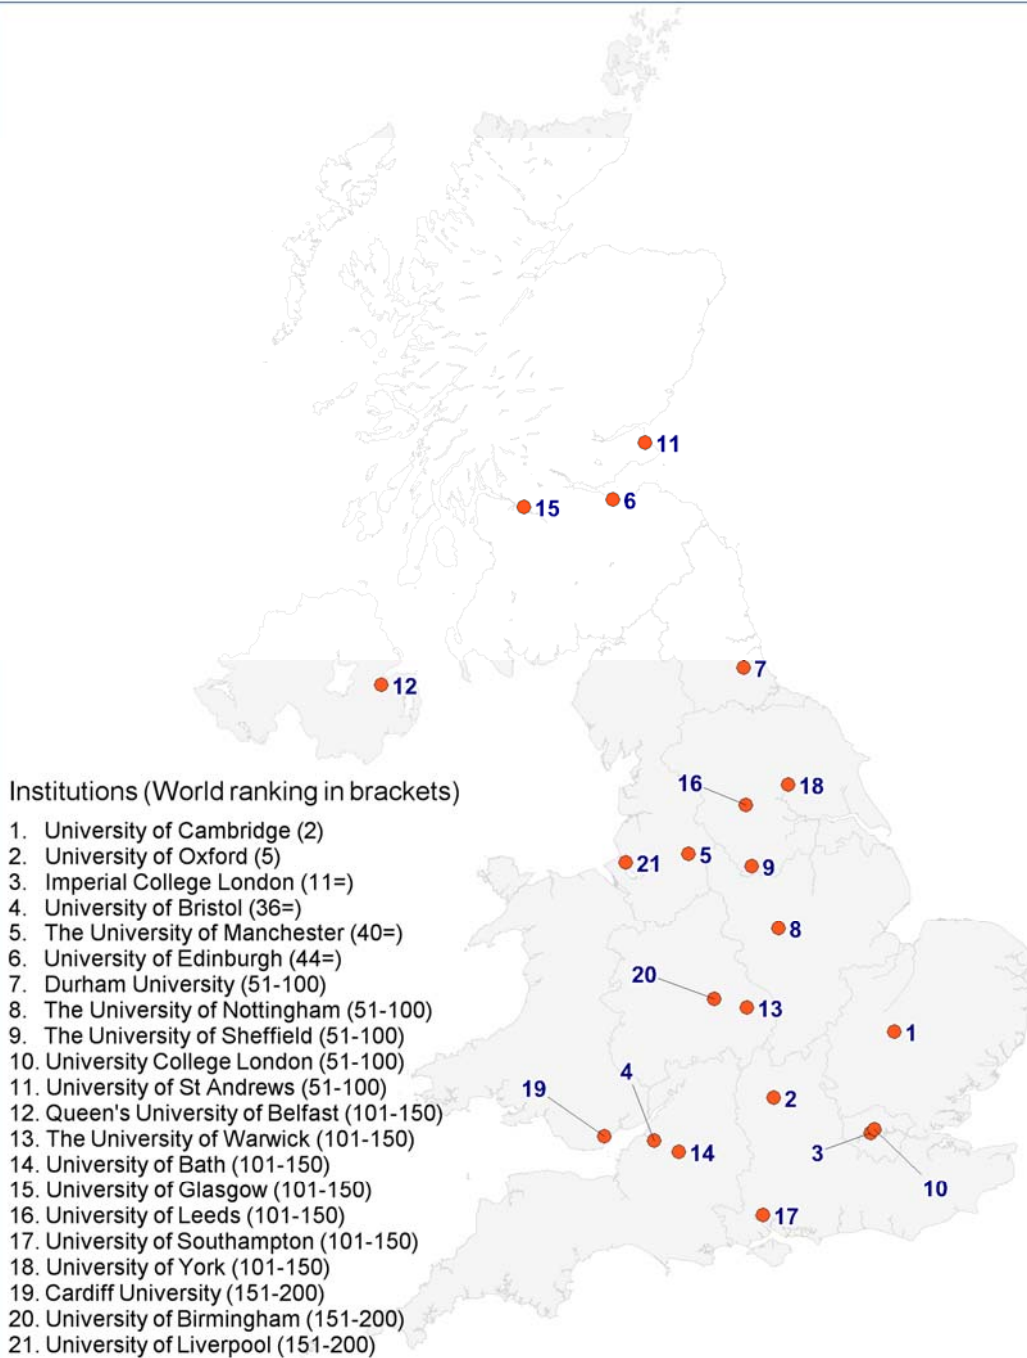 11
6
15
7
12
16
18
5
21
9
8
20
13
1
4
19
2
14
3
10
17
Institutions (World ranking in brackets)
1. University of Cambridge (2)
2. University of Oxford (5)
3. Imperial College London (11=)
4. University of Bristol (36=)
5. The University of Manchester (40=)
6. University of Edinburgh (44=)
7. Durham University (51-100)
8. The University of Nottingham (51-100)
9. The University of Sheffield (51-100)
10. University College London (51-100)
11. University of St Andrews (51-100)
12. Queen's University of Belfast (101-150)
13. The University of Warwick (101-150)
14. University of Bath (101-150)
15. University of Glasgow (101-150)
16. University of Leeds (101-150)
17. University of Southampton (101-150)
18. University of York (101-150)
19. Cardiff University (151-200)
20. University of Birmingham (151-200)
21. University of Liverpool (151-200)